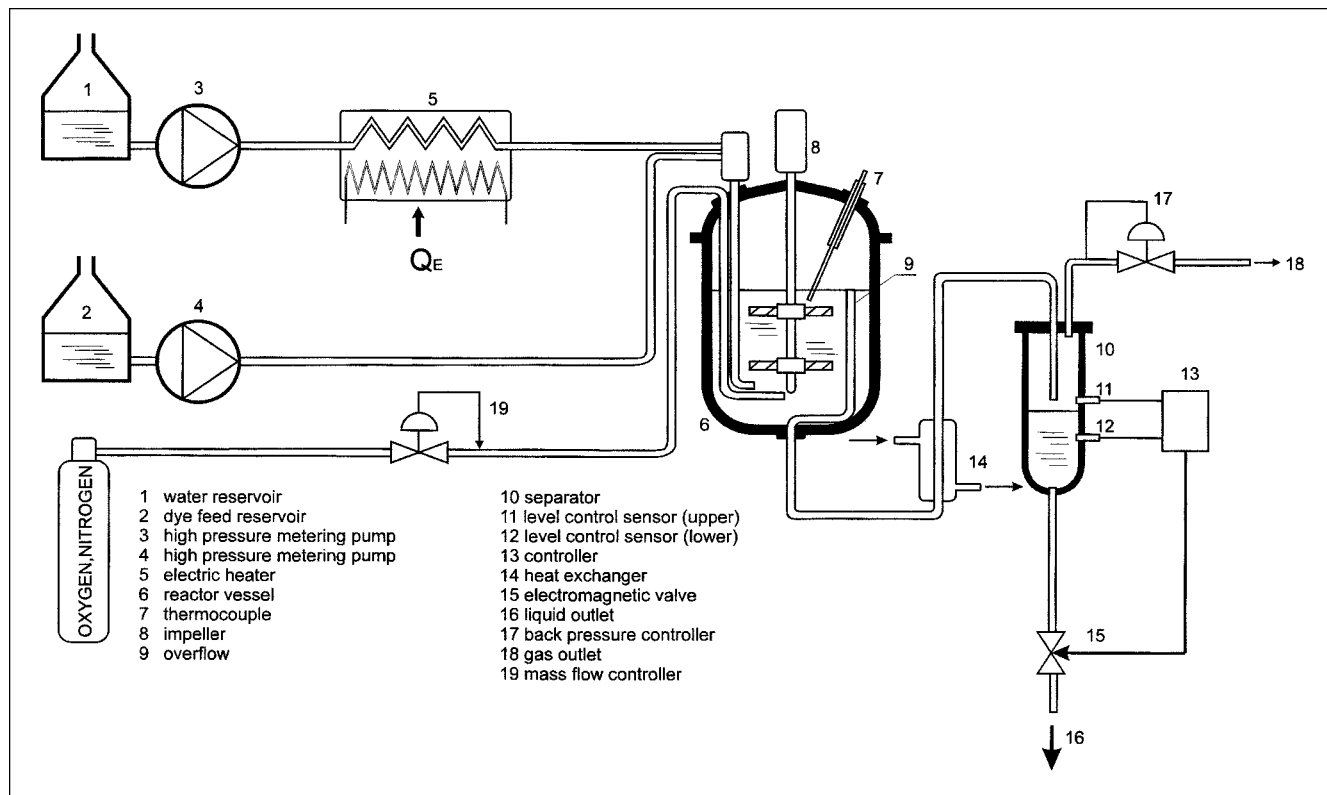 1
3
5
8
7
17
QE
18
9
2
4
10
11
13
12
19
6
14
OXYGEN,NITROGEN
1 water reservoir
2 dye feed reservoir
3 high pressure metering pump
4 high pressure metering pump
5 electric heater
6 reactor vessel
7 thermocouple
8 impeller
9 overflow
10 separator
11 level control sensor (upper)
12 level control sensor (lower)
13 controller
14 heat exchanger
15 electromagnetic valve
16 liquid outlet
17 back pressure controller
18 gas outlet
19 mass flow controller
15
16